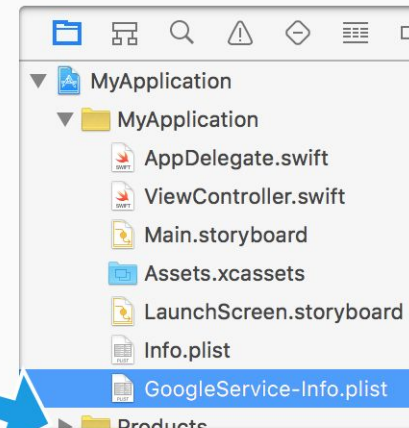 MyApplication
MyApplication
AppDelegate.swift
ViewController.swift
Main.storyboard
Assets.xcassets
LaunchScreen.storyboard
Info.plist
GoogleService-Info.plist
Products